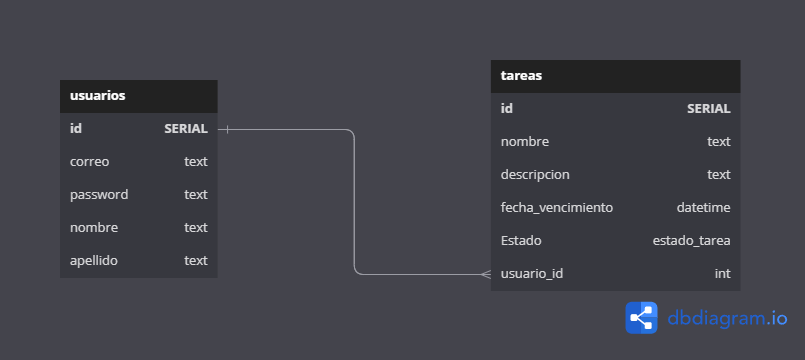 usuarios
id SERIAL
correo text
password text
nombre text
apellido text
tareas
id SERIAL
nombre text
descripcion text
fecha_vencimiento datetime
Estado estado_tarea
usuario_id int
dbdiagram.io